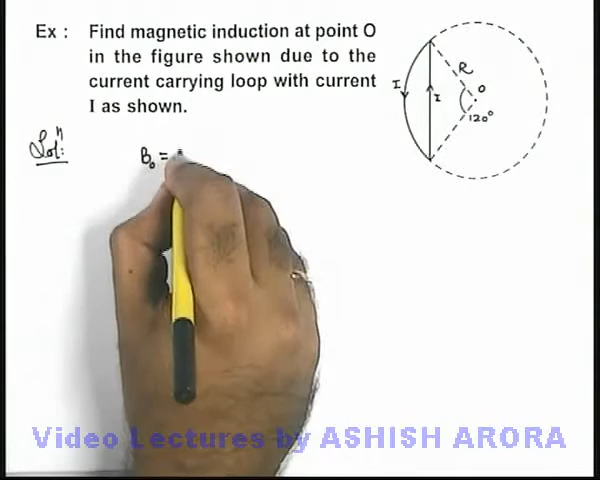 Ex : Find magnetic induction at point O
in the figure shown due to the
current carrying loop with current
I as shown.
R
I
I
O
120°
Solⁿ:
B₀ =
Video Lectures by ASHISH ARORA